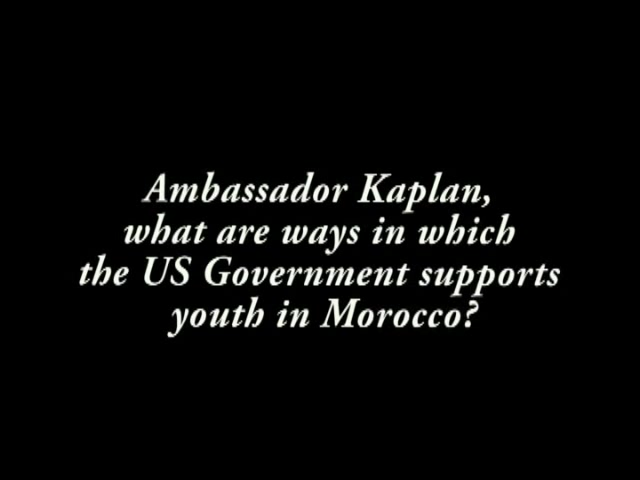 Ambassador Kaplan,
what are ways in which
the US Government supports
youth in Morocco?